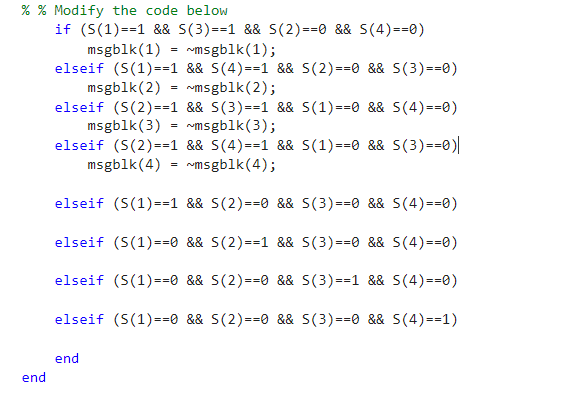 % % Modify the code below
if (S(1)==1 && S(3)==1 && S(2)==0 && S(4)==0)
msgblk(1) = ~msgblk(1);
elseif (S(1)==1 && S(4)==1 && S(2)==0 && S(3)==0)
msgblk(2) = ~msgblk(2);
elseif (S(2)==1 && S(3)==1 && S(1)==0 && S(4)==0)
msgblk(3) = ~msgblk(3);
elseif (S(2)==1 && S(4)==1 && S(1)==0 && S(3)==0)
msgblk(4) = ~msgblk(4);
elseif (S(1)==1 && S(2)==0 && S(3)==0 && S(4)==0)
elseif (S(1)==0 && S(2)==1 && S(3)==0 && S(4)==0)
elseif (S(1)==0 && S(2)==0 && S(3)==1 && S(4)==0)
elseif (S(1)==0 && S(2)==0 && S(3)==0 && S(4)==1)
end
end